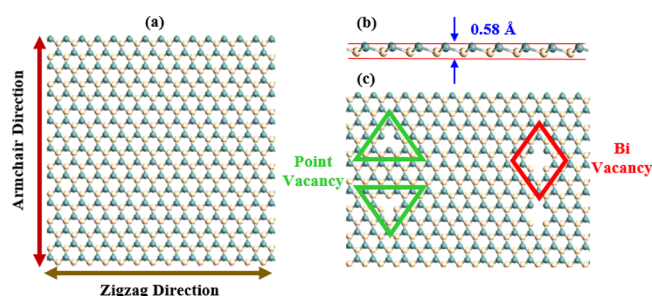 (a)
Armchair Direction
Zigzag Direction
(b)
0.58 Å
(c)
Point
Vacancy
Bi
Vacancy